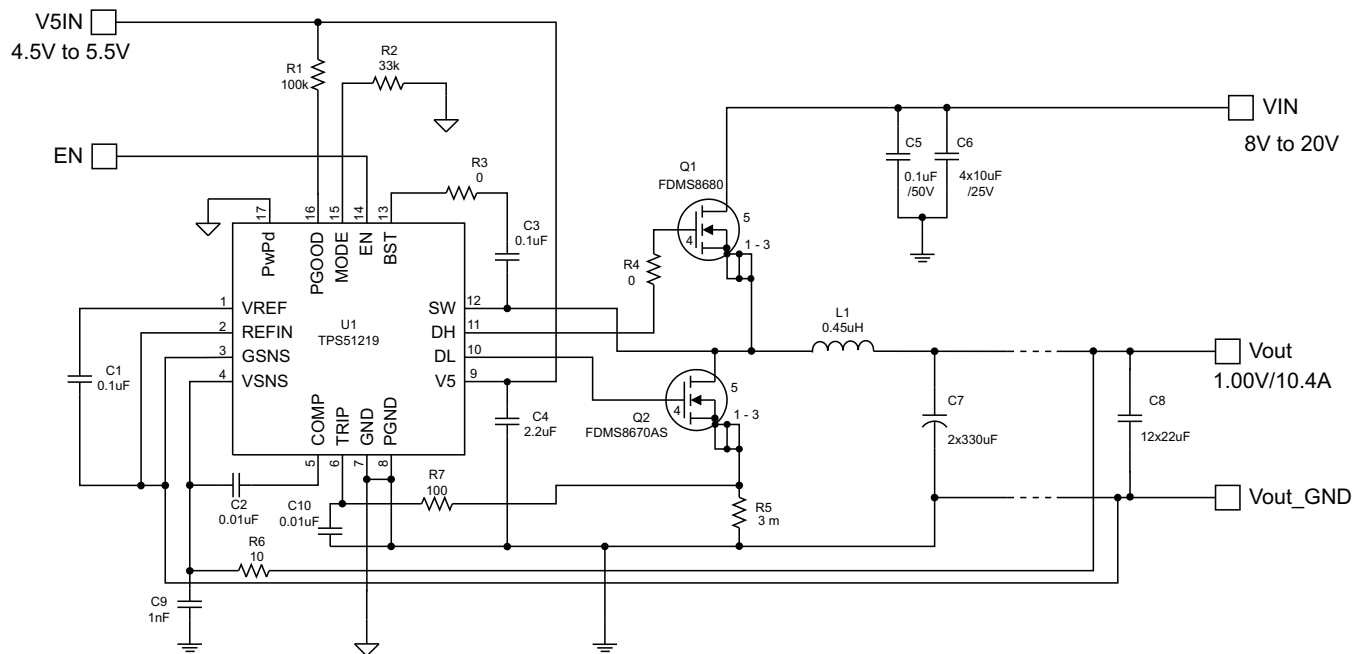 V5IN
4.5V to 5.5V
R1
100k
R2
33k
EN
R3
0
C3
0.1uF
Q1
FDMS8680
5
4
1 - 3
R4
0
C5
0.1uF
/50V
C6
4x10uF
/25V
VIN
8V to 20V
17
16
15
14
13
PwPd
PGOOD
MODE
EN
BST
1
VREF
2
REFIN
3
GSNS
4
VSNS
U1
TPS51219
SW
12
DH
11
DL
10
V5
9
COMP
TRIP
GND
PGND
5
6
7
8
C1
0.1uF
L1
0.45uH
Vout
1.00V/10.4A
Q2
FDMS8670AS
5
4
1 - 3
C4
2.2uF
C7
2x330uF
C8
12x22uF
C2
0.01uF
C10
0.01uF
R7
100
R5
3 m
Vout_GND
R6
10
C9
1nF